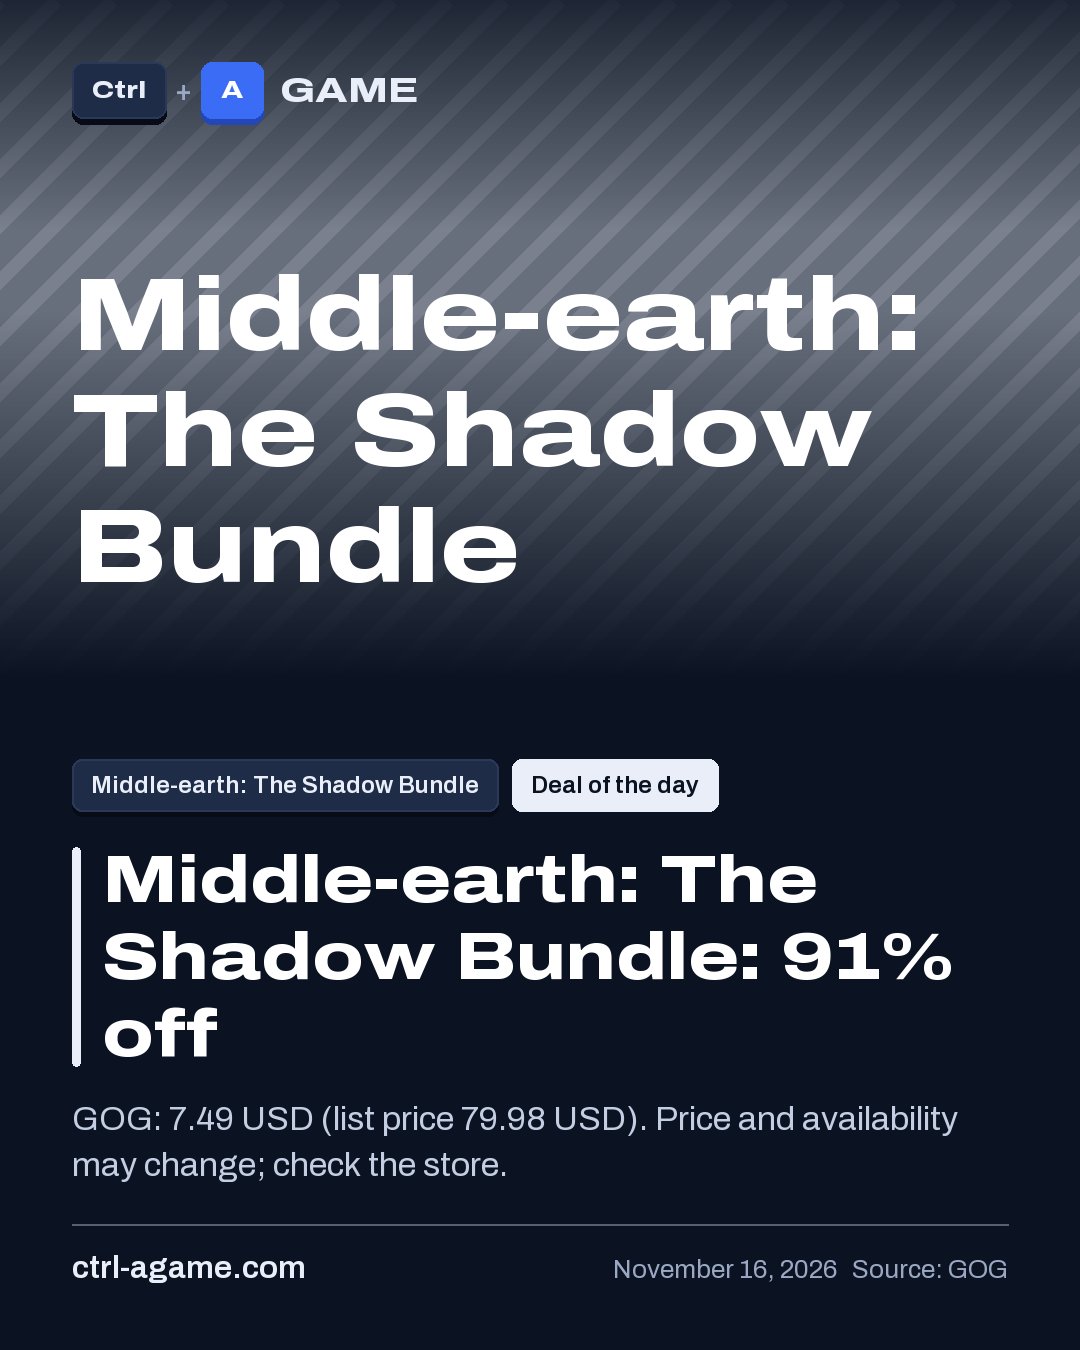 Ctrl + A GAME
Middle-earth:
The Shadow
Bundle
Middle-earth: The Shadow Bundle Deal of the day
Middle-earth: The
Shadow Bundle: 91%
off
GOG: 7.49 USD (list price 79.98 USD). Price and availability
may change; check the store.
ctrl-agame.com November 16, 2026 Source: GOG